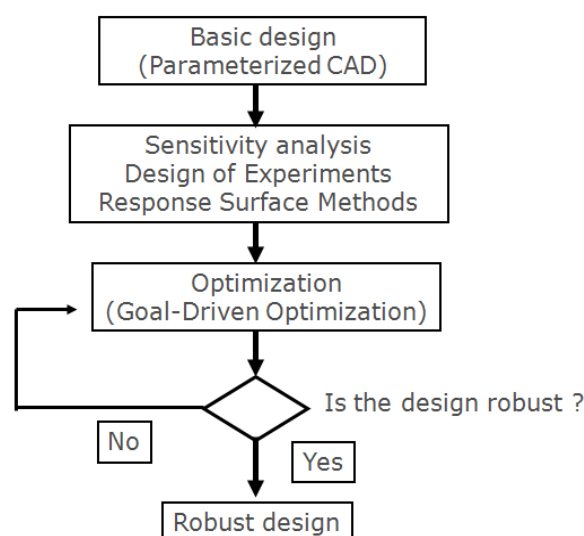 Basic design
(Parameterized CAD)
Sensitivity analysis
Design of Experiments
Response Surface Methods
Optimization
(Goal-Driven Optimization)
Is the design robust ?
No
Yes
Robust design